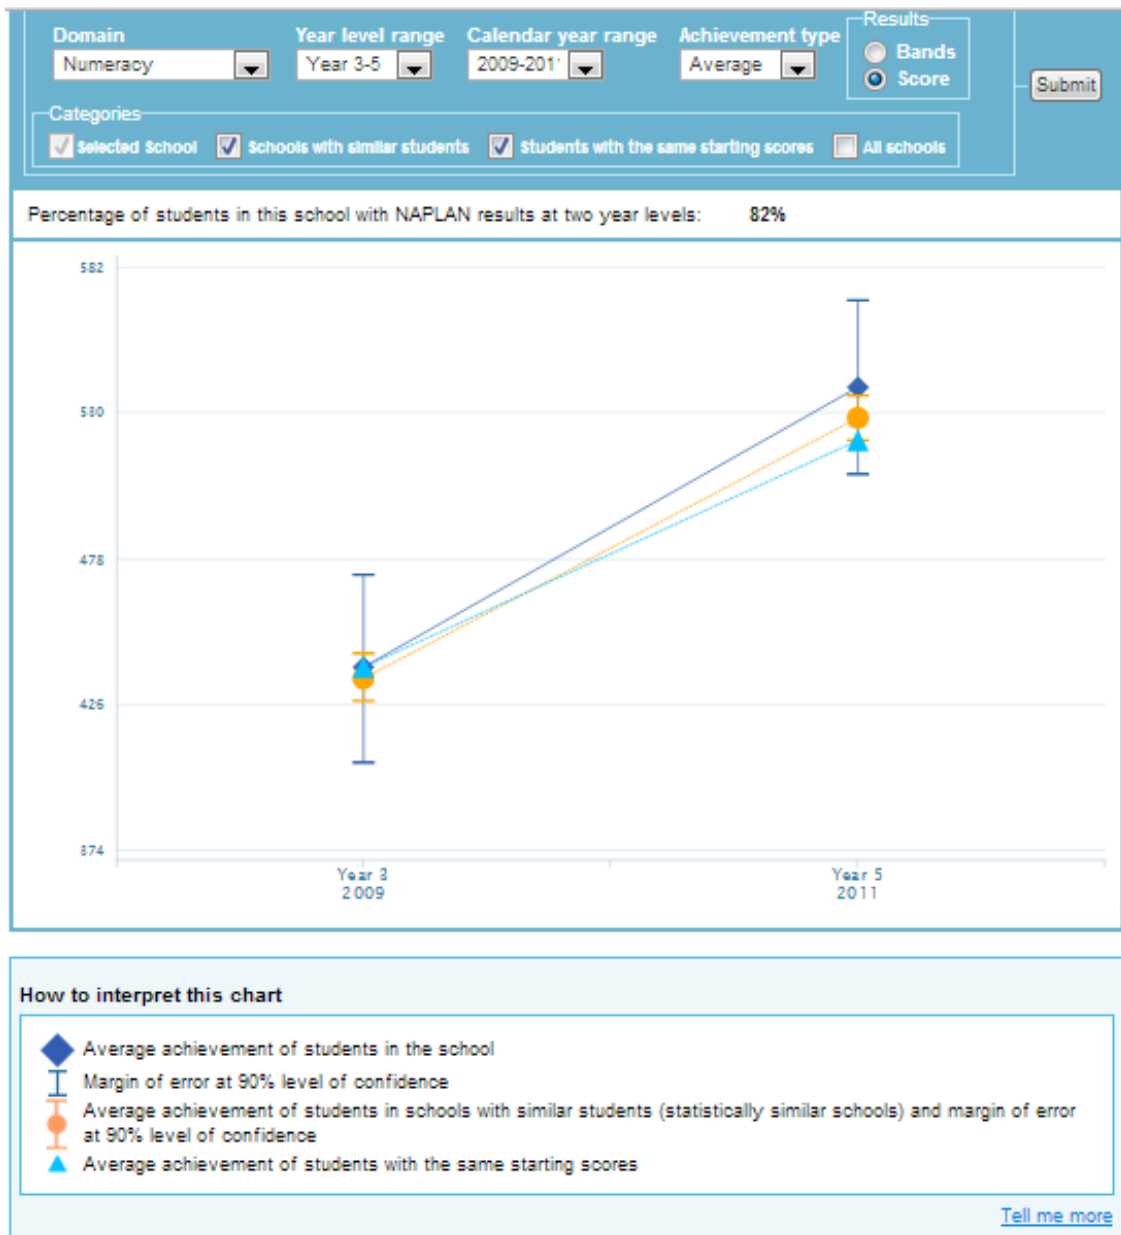 Domain Year level range Calendar year range Achievement type Results
Numeracy Year 3-5 2009-201 Average Bands
Score
Submit
Categories
Selected School Schools with similar students Students with the same starting scores All schools
Percentage of students in this school with NAPLAN results at two year levels: 82%
582
580
478
426
874
Year 3 Year 5
2009 2011
How to interpret this chart
Average achievement of students in the school
Margin of error at 90% level of confidence
Average achievement of students in schools with similar students (statistically similar schools) and margin of error
at 90% level of confidence
Average achievement of students with the same starting scores
Tell me more